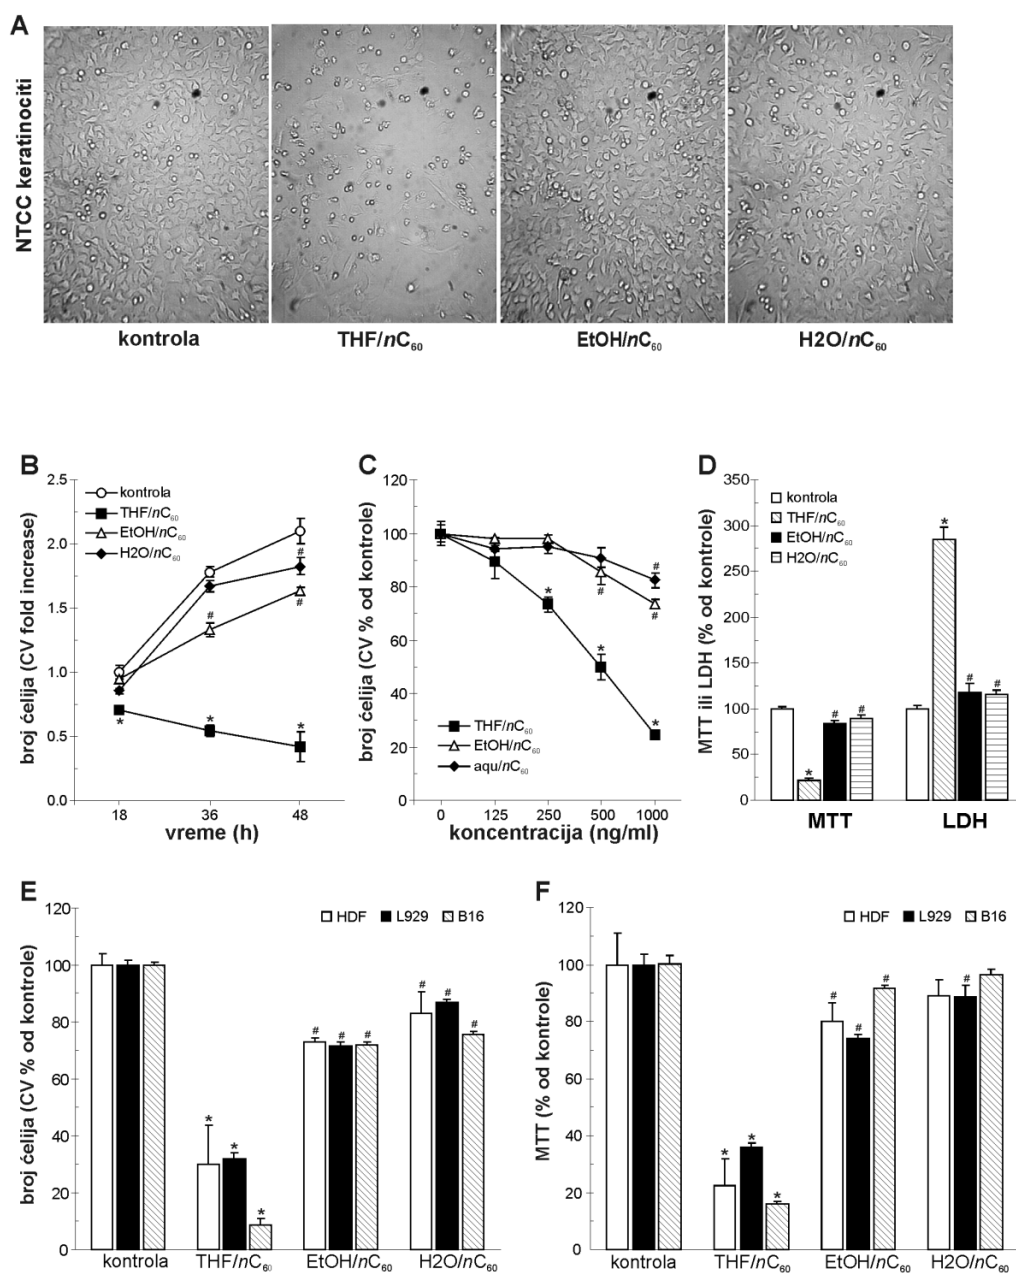 A
NTCC keratinociti
kontrola
THF/nC60
EtOH/nC60
H2O/nC60
B
broj ćelija (CV fold increase)
2.5
2.0
1.5
1.0
0.5
0.0
kontrola
THF/nC60
EtOH/nC60
H2O/nC60
#
#
#
*
*
*
18
36
48
vreme (h)
C
broj ćelija (CV % od kontrole)
120
100
80
60
40
20
0
*
*
*
#
#
#
THF/nC60
EtOH/nC60
aqu/nC60
0
125
250
500
1000
koncentracija (ng/ml)
D
MTT ili LDH (% od kontrole)
350
300
250
200
150
100
50
0
kontrola
THF/nC60
EtOH/nC60
H2O/nC60
*
#
#
*
#
#
MTT
LDH
E
broj ćelija (CV % od kontrole)
120
100
80
60
40
20
0
HDF L929 B16
*
*
*
#
#
#
#
#
#
kontrola
THF/nC60
EtOH/nC60
H2O/nC60
F
MTT (% od kontrole)
120
100
80
60
40
20
0
HDF L929 B16
*
*
*
#
#
#
#
kontrola
THF/nC60
EtOH/nC60
H2O/nC60